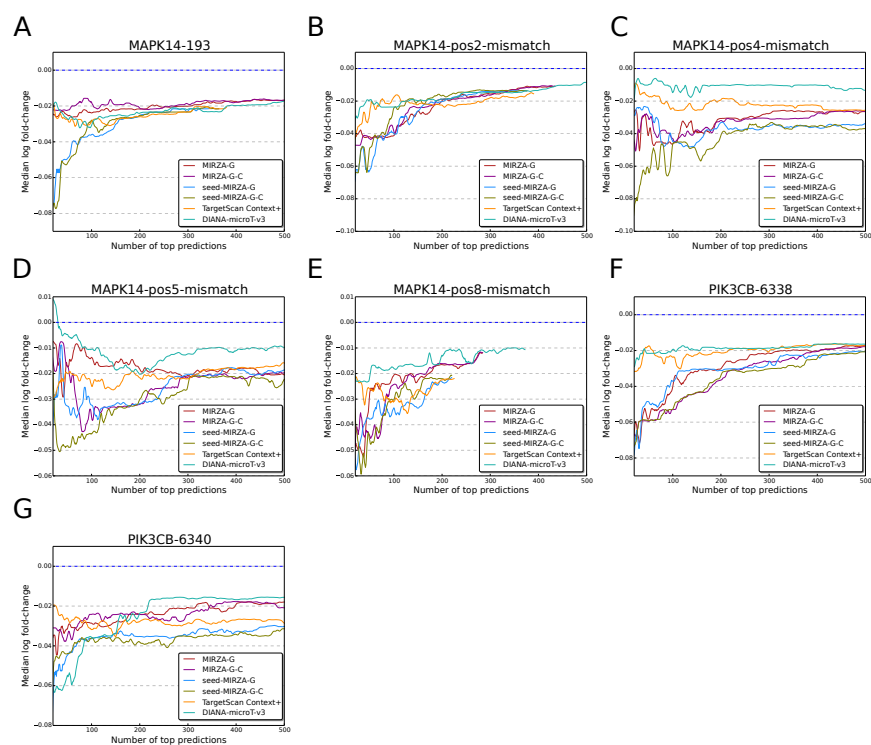 A
MAPK14-193
Median log fold-change
0.00
−0.02
−0.04
−0.06
−0.08
100
200
300
400
500
Number of top predictions
MIRZA-G
MIRZA-G-C
seed-MIRZA-G
seed-MIRZA-G-C
TargetScan Context+
DIANA-microT-v3
B
MAPK14-pos2-mismatch
Median log fold-change
0.00
−0.02
−0.04
−0.06
−0.08
−0.10
100
200
300
400
500
Number of top predictions
MIRZA-G
MIRZA-G-C
seed-MIRZA-G
seed-MIRZA-G-C
TargetScan Context+
DIANA-microT-v3
C
MAPK14-pos4-mismatch
Median log fold-change
0.00
−0.02
−0.04
−0.06
−0.08
−0.10
100
200
300
400
500
Number of top predictions
MIRZA-G
MIRZA-G-C
seed-MIRZA-G
seed-MIRZA-G-C
TargetScan Context+
DIANA-microT-v3
D
MAPK14-pos5-mismatch
Median log fold-change
0.01
0.00
−0.01
−0.02
−0.03
−0.04
−0.05
−0.06
100
200
300
400
500
Number of top predictions
MIRZA-G
MIRZA-G-C
seed-MIRZA-G
seed-MIRZA-G-C
TargetScan Context+
DIANA-microT-v3
E
MAPK14-pos8-mismatch
Median log fold-change
0.01
0.00
−0.01
−0.02
−0.03
−0.04
−0.05
−0.06
100
200
300
400
500
Number of top predictions
MIRZA-G
MIRZA-G-C
seed-MIRZA-G
seed-MIRZA-G-C
TargetScan Context+
DIANA-microT-v3
F
PIK3CB-6338
Median log fold-change
0.00
−0.02
−0.04
−0.06
−0.08
100
200
300
400
500
Number of top predictions
MIRZA-G
MIRZA-G-C
seed-MIRZA-G
seed-MIRZA-G-C
TargetScan Context+
DIANA-microT-v3
G
PIK3CB-6340
Median log fold-change
0.00
−0.02
−0.04
−0.06
−0.08
100
200
300
400
500
Number of top predictions
MIRZA-G
MIRZA-G-C
seed-MIRZA-G
seed-MIRZA-G-C
TargetScan Context+
DIANA-microT-v3